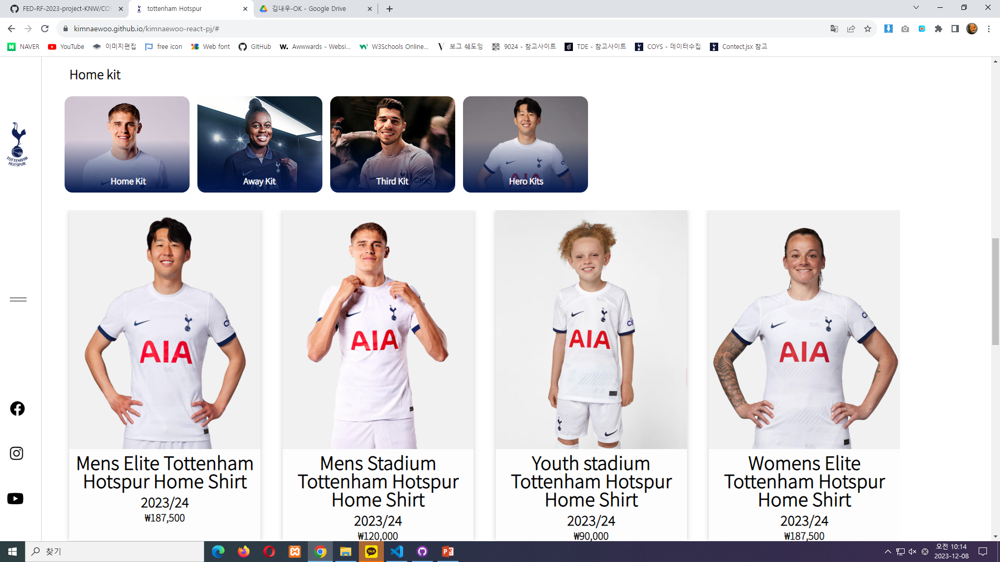 FED-RF-2023-project-KNW/COY
tottenham Hotspur
김내우-OK - Google Drive
kimnaewoo.github.io/kimnaewoo-react-pj/#
NAVER
YouTube
이미지편집
free icon
Web font
GitHub
Awwwards - Websi...
W3Schools Online...
보그 쉐도잉
9024 - 참고사이트
TDE - 참고사이트
COYS - 데이터수집
Contect.jsx 참고
Home kit
TOTTENHAM
HOTSPUR
Home Kit
Away Kit
Third Kit
Hero Kits
AIA
AIA
AIA
AIA
Mens Elite Tottenham
Hotspur Home Shirt
2023/24
₩187,500
Mens Stadium
Tottenham Hotspur
Home Shirt
2023/24
₩120,000
Youth stadium
Tottenham Hotspur
Home Shirt
2023/24
₩90,000
Womens Elite
Tottenham Hotspur
Home Shirt
2023/24
₩187,500
찾기
TALK
오전 10:14
2023-12-08